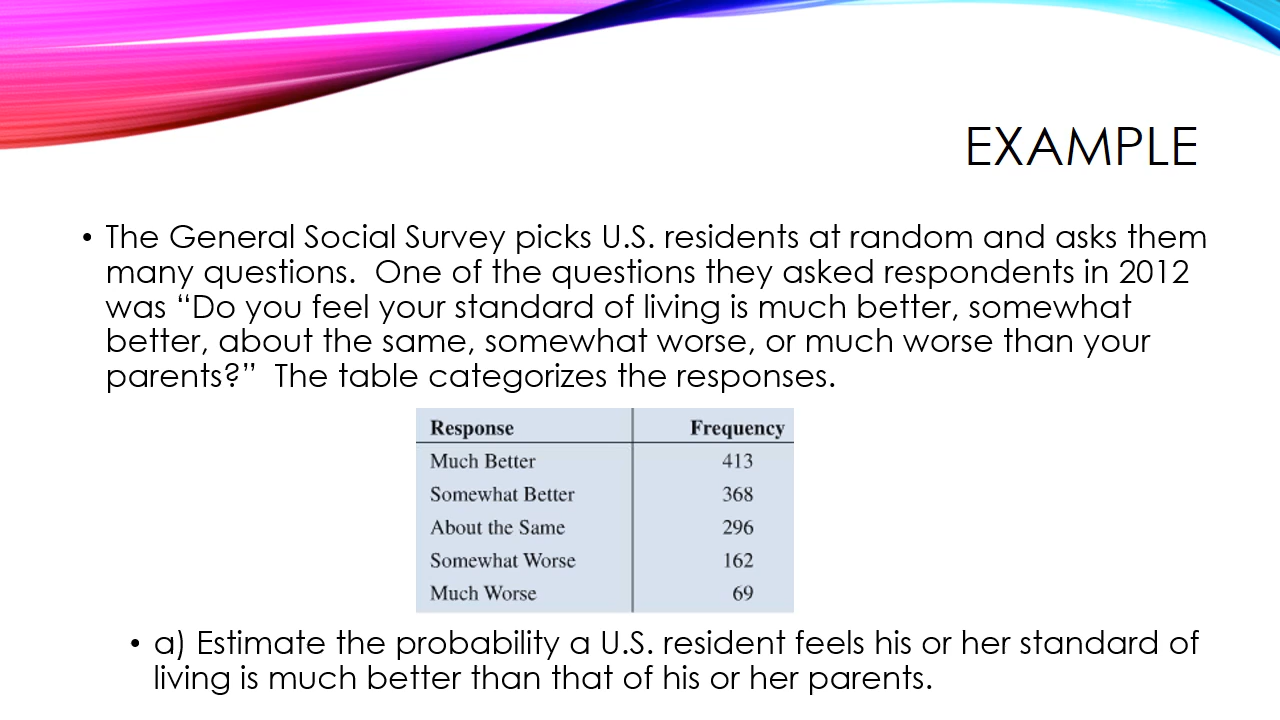 EXAMPLE
• The General Social Survey picks U.S. residents at random and asks them
many questions.  One of the questions they asked respondents in 2012
was “Do you feel your standard of living is much better, somewhat
better, about the same, somewhat worse, or much worse than your
parents?”  The table categorizes the responses.
Response Frequency
Much Better 413
Somewhat Better 368
About the Same 296
Somewhat Worse 162
Much Worse 69
• a) Estimate the probability a U.S. resident feels his or her standard of
living is much better than that of his or her parents.